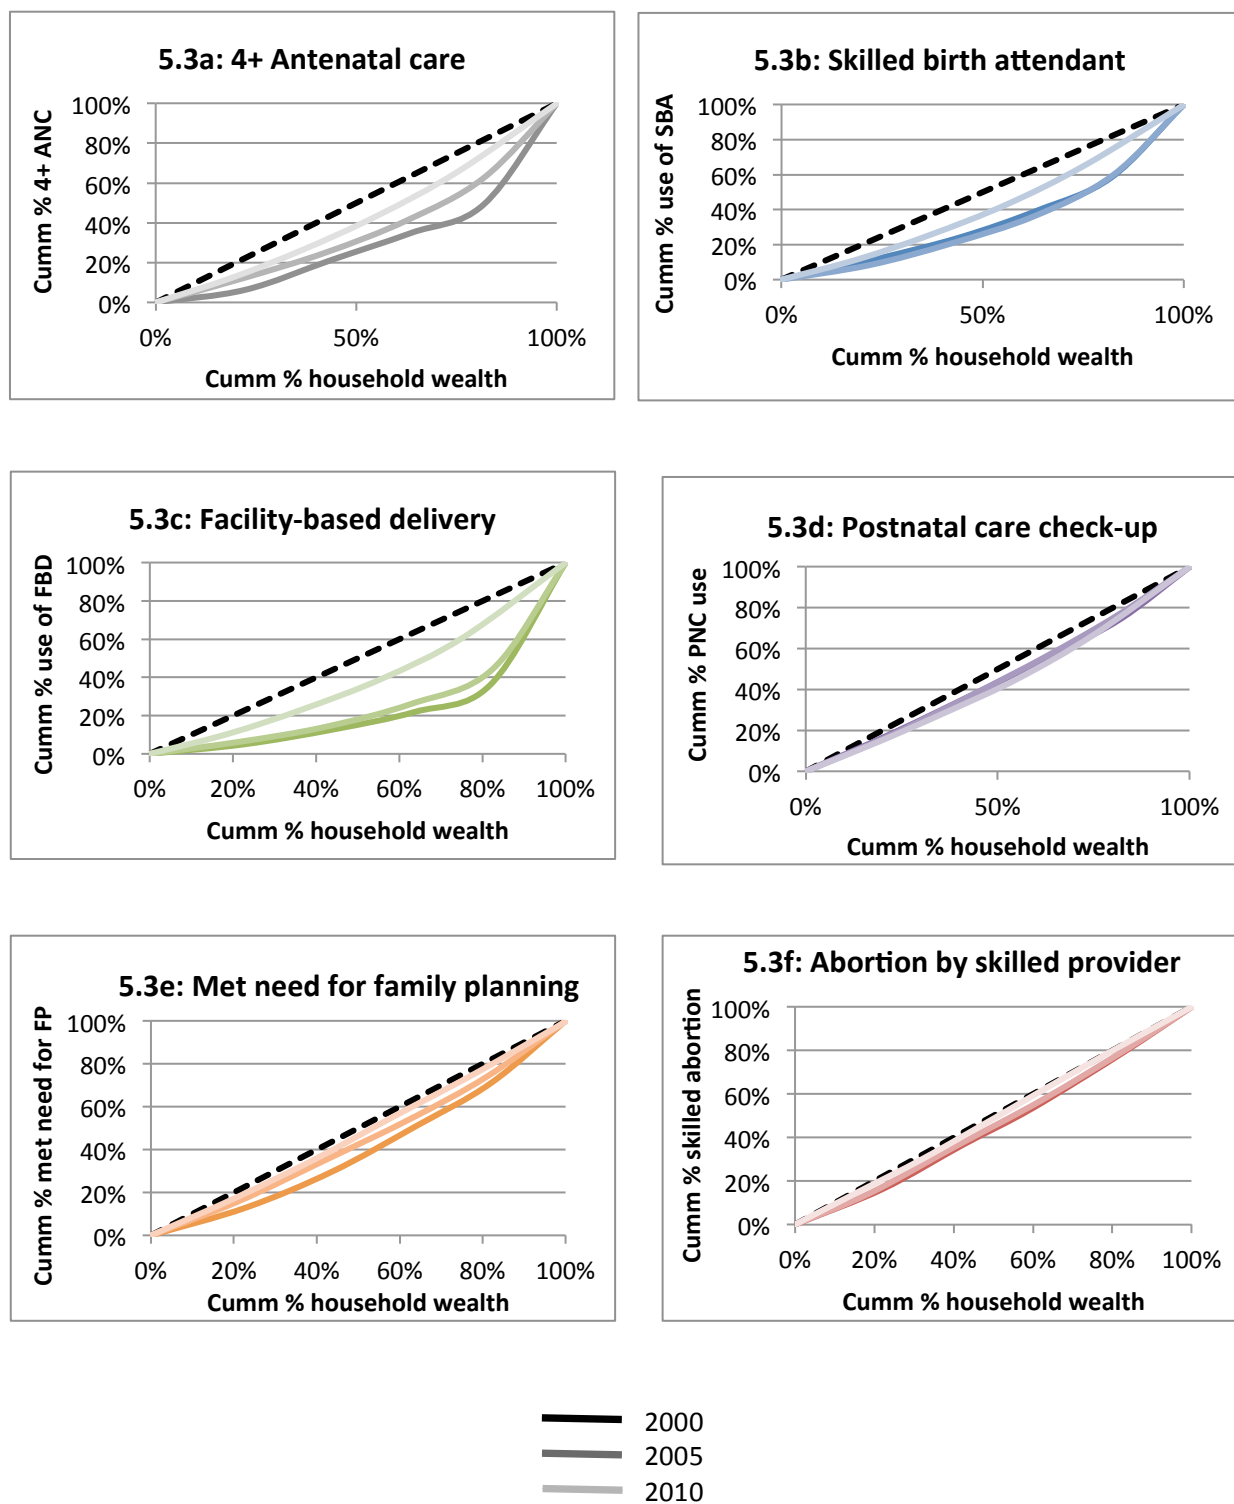 5.3a: 4+ Antenatal care
Cumm % 4+ ANC
100%
80%
60%
40%
20%
0%
0% 50% 100%
Cumm % household wealth
5.3b: Skilled birth attendant
Cumm % use of SBA
100%
80%
60%
40%
20%
0%
0% 50% 100%
Cumm % household wealth
5.3c: Facility-based delivery
Cumm % use of FBD
100%
80%
60%
40%
20%
0%
0% 20% 40% 60% 80% 100%
Cumm % household wealth
5.3d: Postnatal care check-up
Cumm % PNC use
100%
80%
60%
40%
20%
0%
0% 50% 100%
Cumm % household wealth
5.3e: Met need for family planning
Cumm % met need for FP
100%
80%
60%
40%
20%
0%
0% 20% 40% 60% 80% 100%
Cumm % household wealth
5.3f: Abortion by skilled provider
Cumm % skilled abortion
100%
80%
60%
40%
20%
0%
0% 20% 40% 60% 80% 100%
Cumm % household wealth
2000
2005
2010